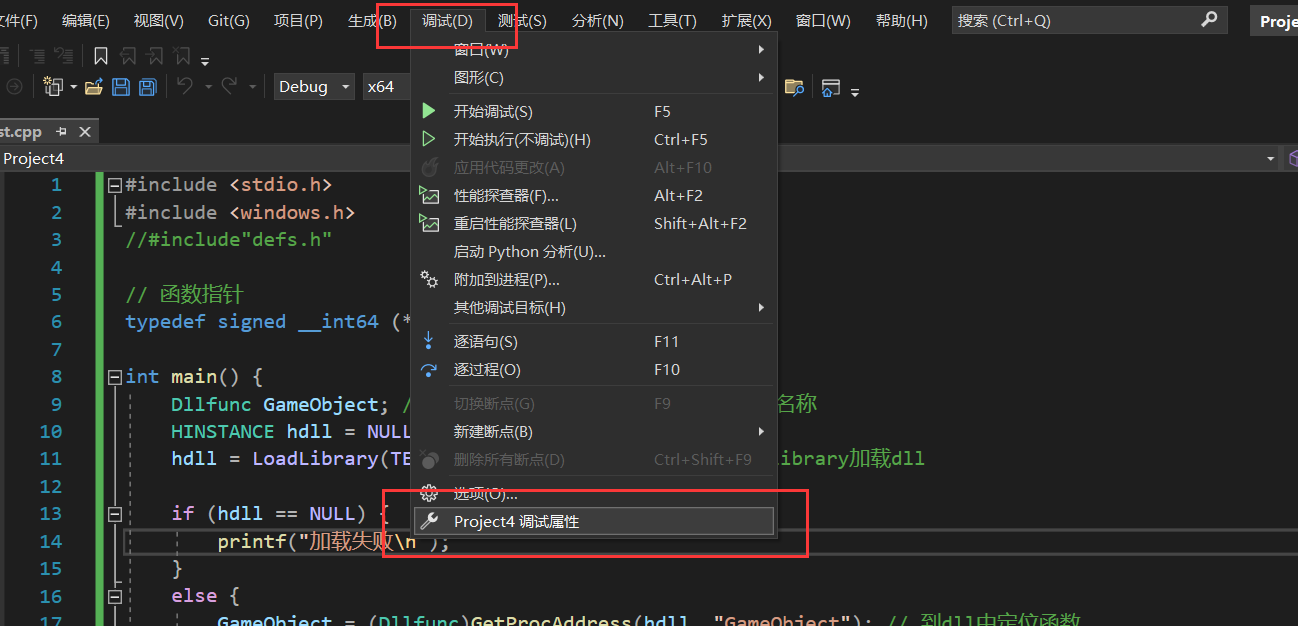 文件(F) 编辑(E) 视图(V) Git(G) 项目(P) 生成(B) 调试(D) 测试(S) 分析(N) 工具(T) 扩展(X) 窗口(W) 帮助(H) 搜索 (Ctrl+Q) Proje
Debug x64
st.cpp
Project4
窗口(W)
图形(C)
开始调试(S) F5
开始执行(不调试)(H) Ctrl+F5
应用代码更改(A) Alt+F10
性能探查器(F)... Alt+F2
重启性能探查器(L) Shift+Alt+F2
启动 Python 分析(U)...
附加到进程(P)... Ctrl+Alt+P
其他调试目标(H)
逐语句(S) F11
逐过程(O) F10
切换断点(G) F9
新建断点(B)
删除所有断点(D) Ctrl+Shift+F9
选项(O)...
Project4 调试属性
1 #include <stdio.h>
2 #include <windows.h>
3 //#include"defs.h"
4
5 // 函数指针
6 typedef signed __int64 (*
7
8 int main() {
9 Dllfunc GameObject; / 名称
10 HINSTANCE hdll = NULL
11 hdll = LoadLibrary(TE ibrary加载dll
12
13 if (hdll == NULL) {
14 printf("加载失败\n");
15 }
16 else {
17 GameObject = (Dllfunc)GetProcAddress(hdll, "GameObject"); // 到dll中定位函数